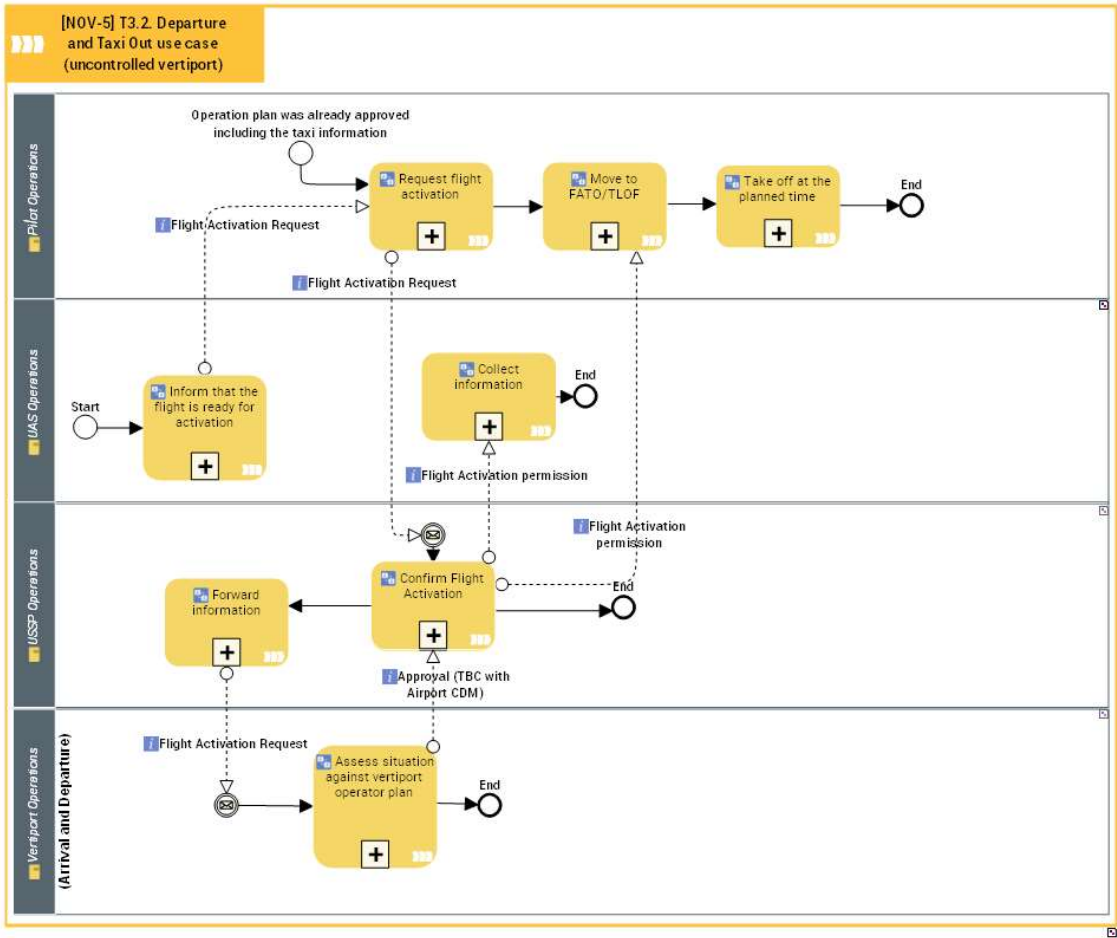 [NOV-5] T3.2. Departure
and Taxi Out use case
(uncontrolled vertiport)
Pilot Operations
Operation plan was already approved
including the taxi information
Request flight
activation
Move to
FATO/TLOF
Take off at the
planned time
End
Flight Activation Request
Flight Activation Request
UAS Operations
Start
Inform that the
flight is ready for
activation
Collect
information
End
Flight Activation permission
USSP Operations
Flight Activation
permission
Forward
information
Confirm Flight
Activation
End
Approval (TBC with
Airport CDM)
Vertiport Operations
(Arrival and Departure)
Flight Activation Request
Assess situation
against vertiport
operator plan
End